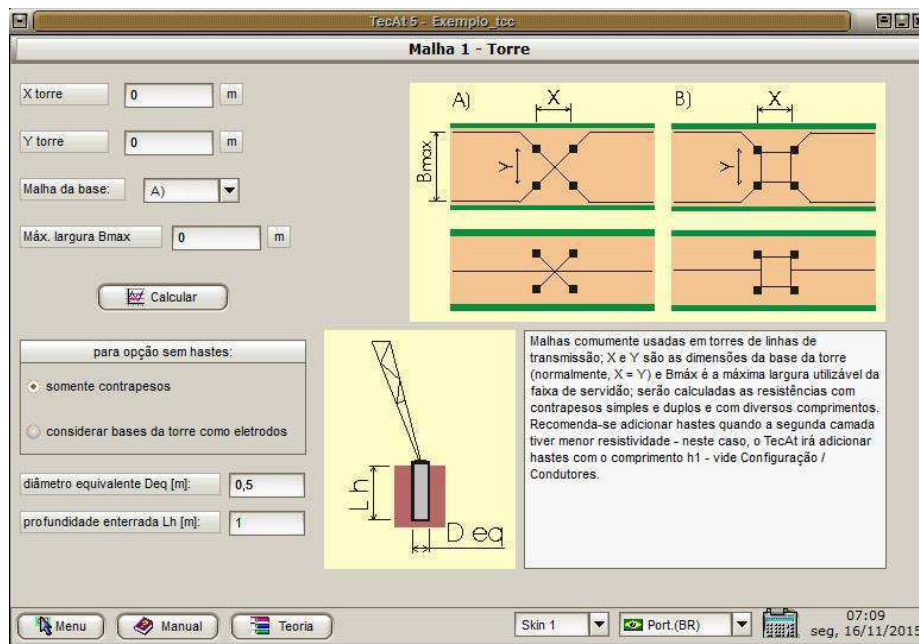 TecAt 5 - Exemplo_tcc
Malha 1 - Torre
X torre 0 m
Y torre 0 m
Malha da base: A)
Máx. largura Bmax 0 m
Calcular
A) X
Bmax
Y
B) X
Y
para opção sem hastes:
somente contrapesos
considerar bases da torre como eletrodos
diâmetro equivalente Deq [m]: 0,5
profundidade enterrada Lh [m]: 1
Lh
D eq
Malhas comumente usadas em torres de linhas de
transmissão; X e Y são as dimensões da base da torre
(normalmente, X = Y) e Bmáx é a máxima largura utilizável da
faixa de servidão; serão calculadas as resistências com
contrapesos simples e duplos e com diversos comprimentos.
Recomenda-se adicionar hastes quando a segunda camada
tiver menor resistividade - neste caso, o TecAt irá adicionar
hastes com o comprimento h1 - vide Configuração /
Condutores.
Menu
Manual
Teoria
Skin 1
Port.(BR)
07:09
seg, 16/11/2015